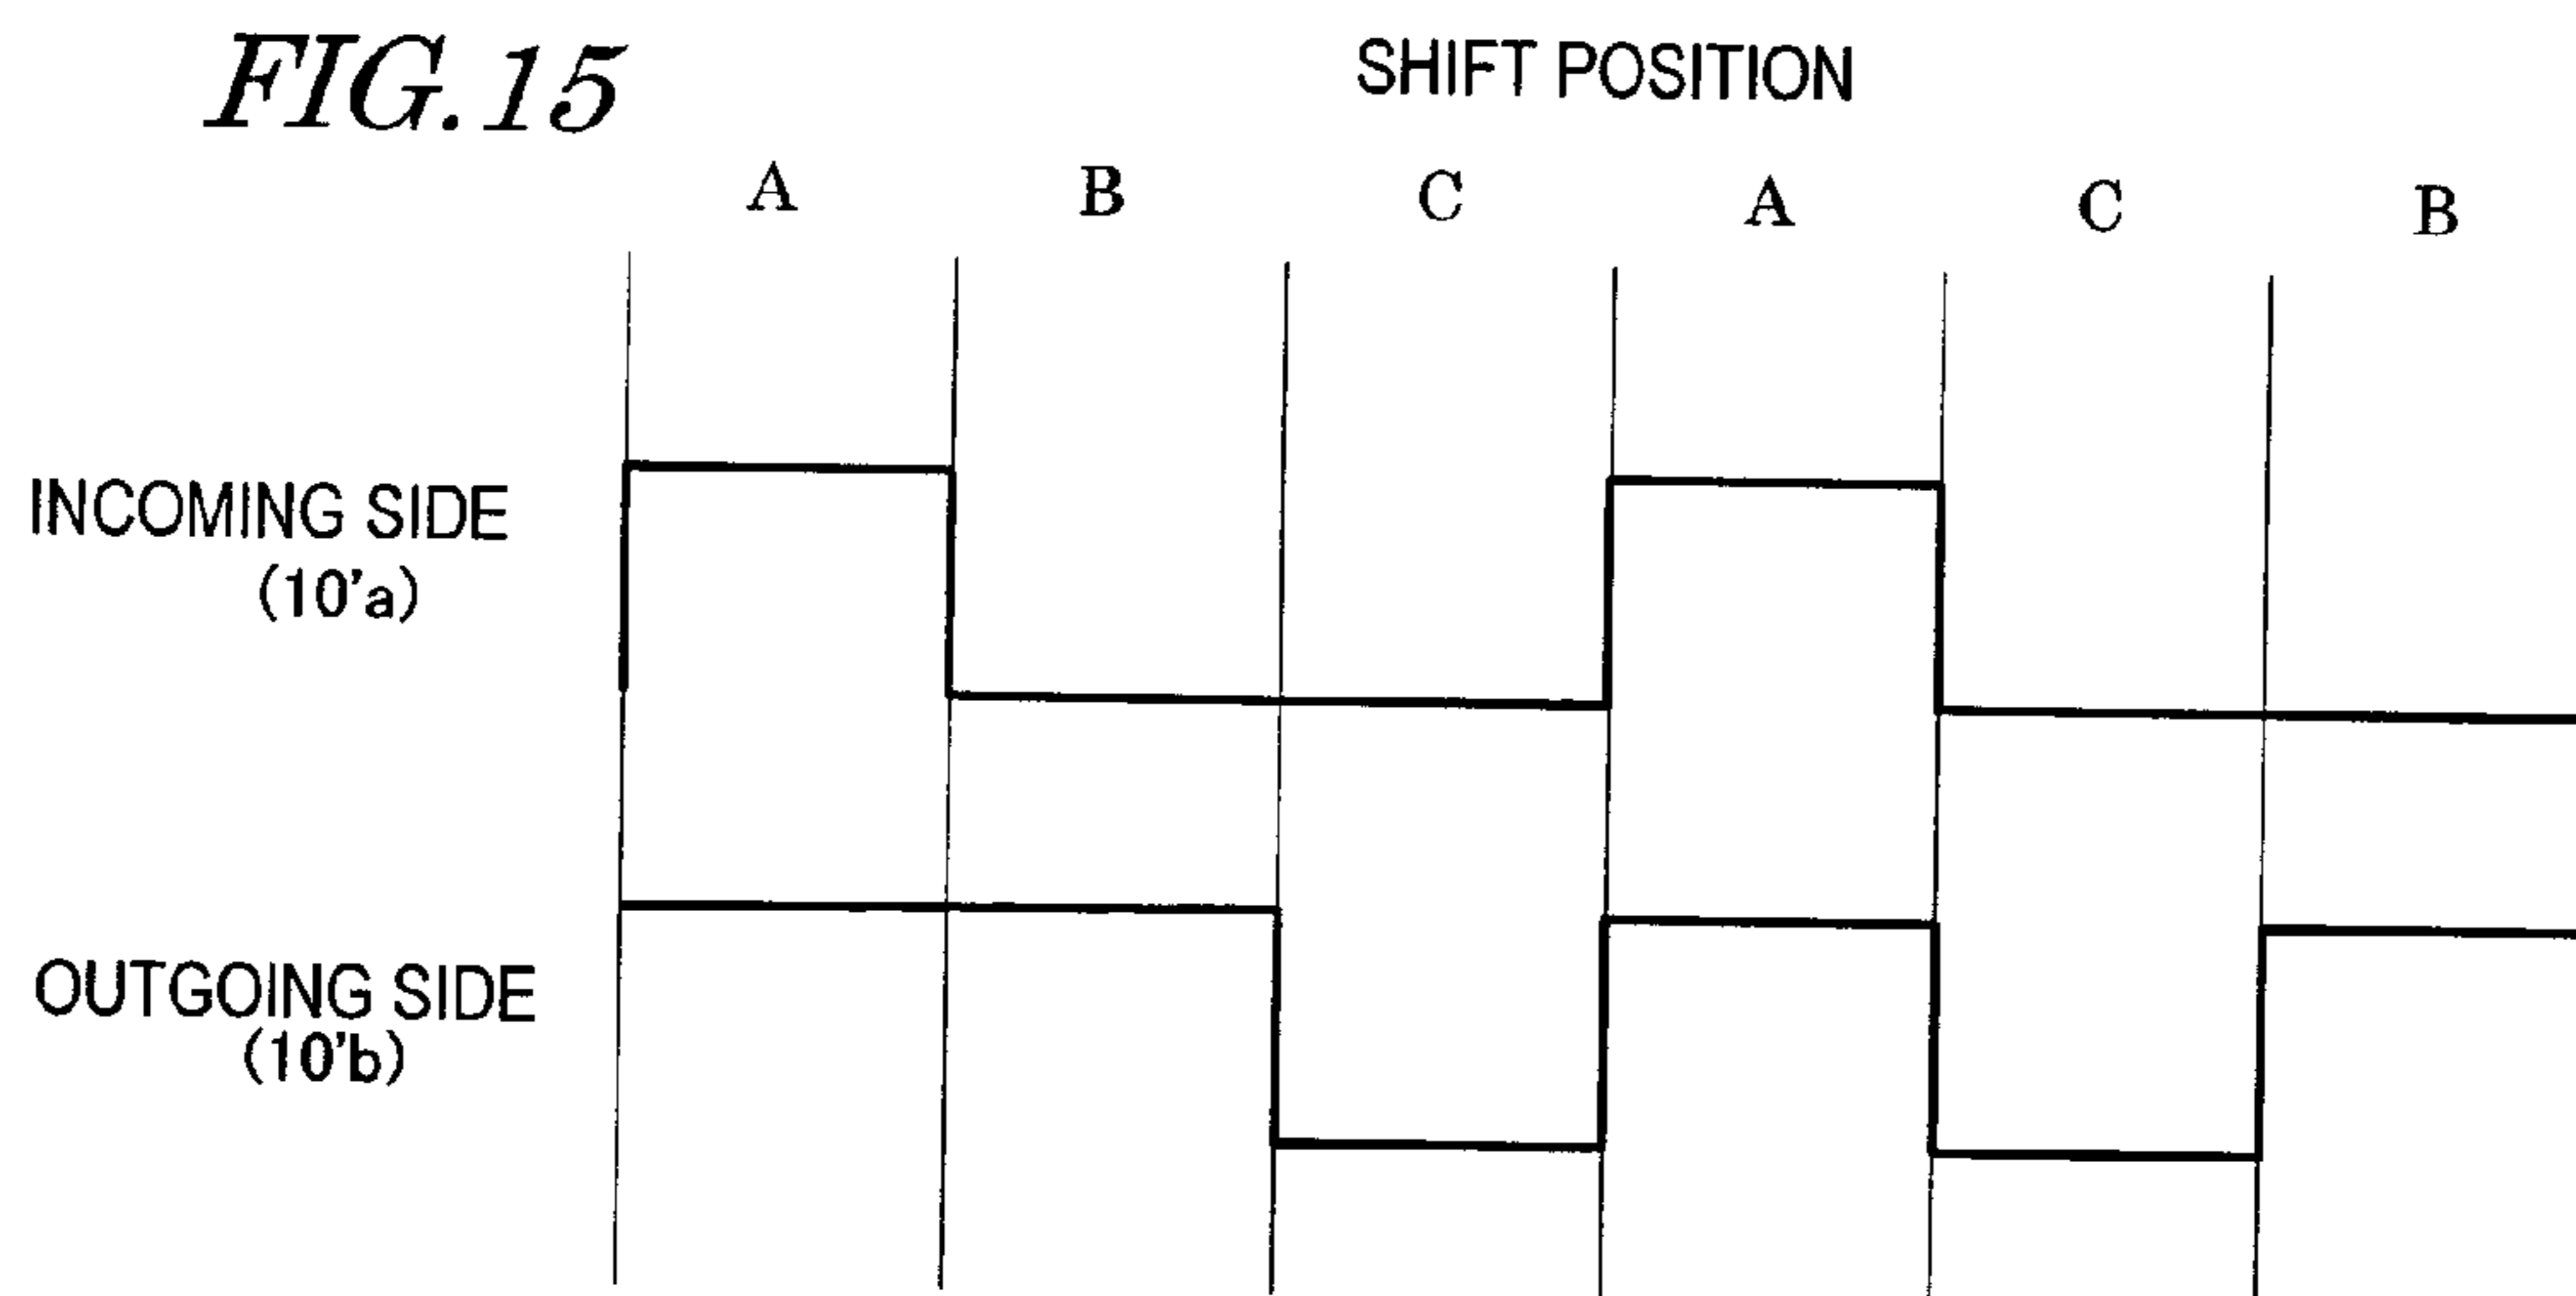 FIG.15
SHIFT POSITION
A B C A C B
INCOMING SIDE
(10'a)
OUTGOING SIDE
(10'b)